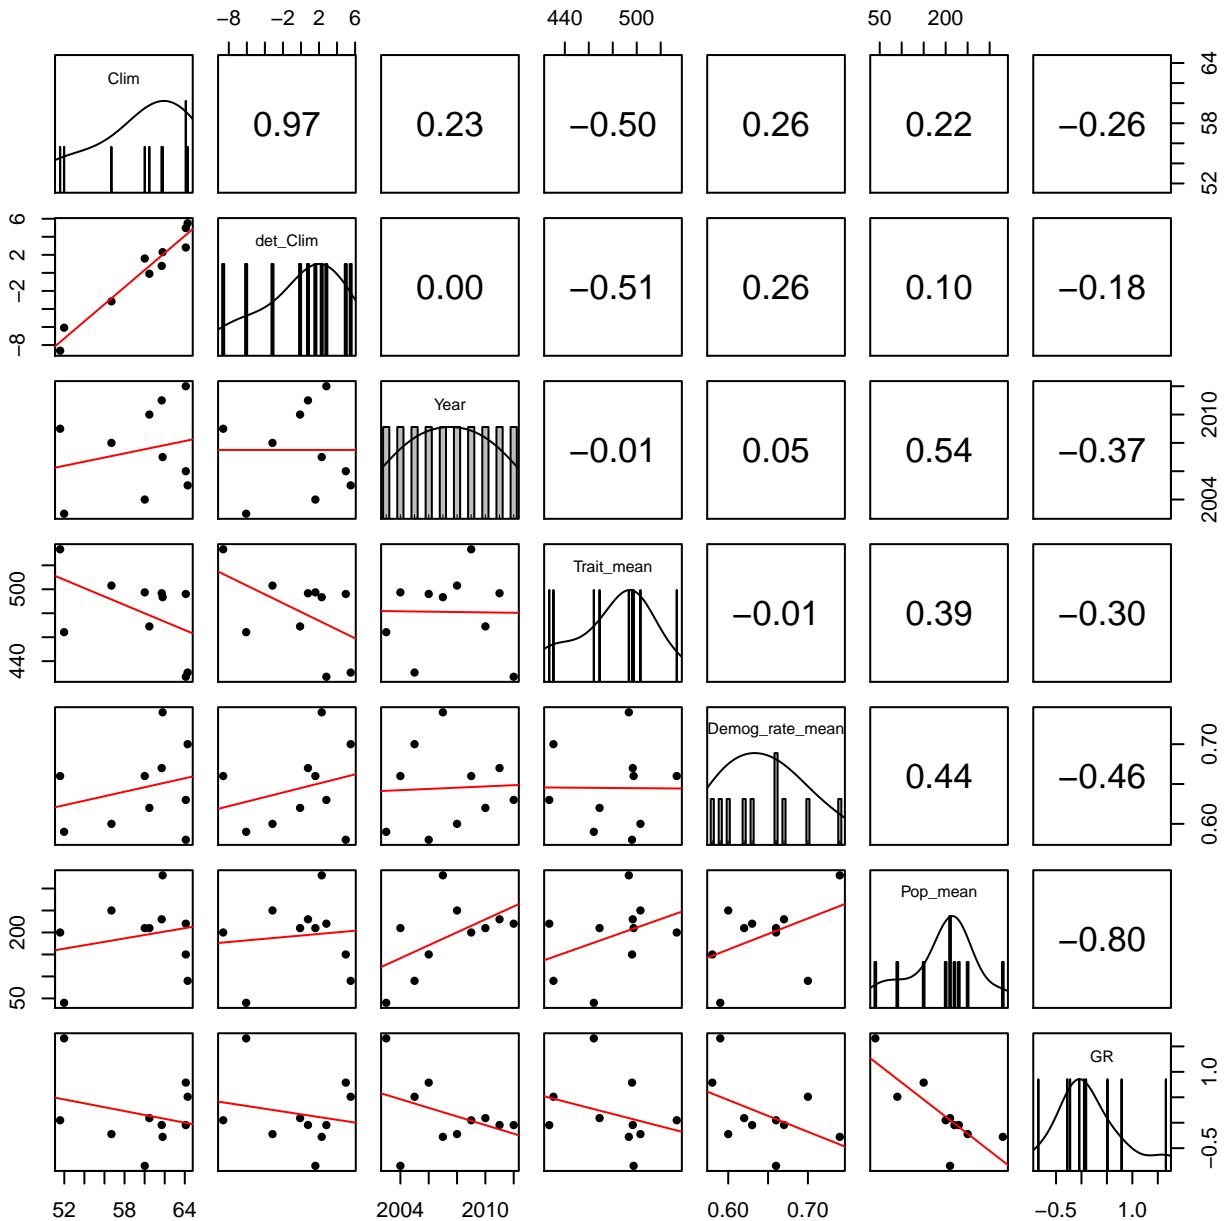 −8 −2 2 6 440 500 50 200
Clim 0.97 0.23 −0.50 0.26 0.22 −0.26 52 58 64
−8 −2 2 6 det_Clim 0.00 −0.51 0.26 0.10 −0.18
Year −0.01 0.05 0.54 −0.37 2004 2010
440 500 Trait_mean −0.01 0.39 −0.30
Demog_rate_mean 0.44 −0.46 0.60 0.70
50 200 Pop_mean −0.80
GR −0.5 1.0
52 58 64 2004 2010 0.60 0.70 −0.5 1.0